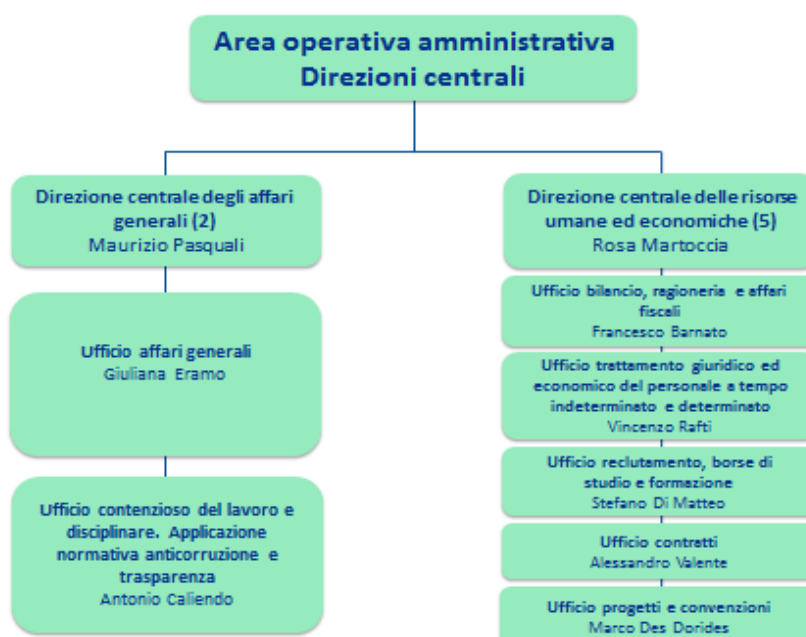 Area operativa amministrativa
Direzioni centrali
Direzione centrale degli affari
generali (2)
Maurizio Pasquali
Ufficio affari generali
Giuliana Eramo
Ufficio contenzioso del lavoro e
disciplinare. Applicazione
normativa anticorruzione e
trasparenza
Antonio Caliendo
Direzione centrale delle risorse
umane ed economiche (5)
Rosa Martoccia
Ufficio bilancio, ragioneria e affari
fiscali
Francesco Barnato
Ufficio trattamento giuridico ed
economico del personale a tempo
indeterminato e determinato
Vincenzo Rafti
Ufficio reclutamento, borse di
studio e formazione
Stefano Di Matteo
Ufficio contratti
Alessandro Valente
Ufficio progetti e convenzioni
Marco Des Dorides